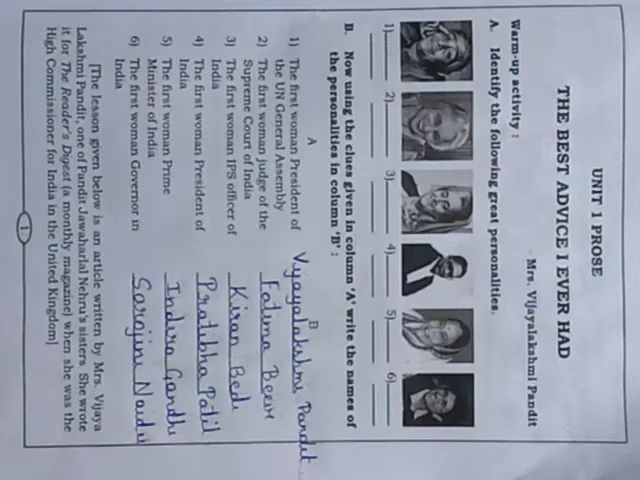 UNIT 1 PROSE
THE BEST ADVICE I EVER HAD
Mrs. Vijayalakshmi Pandit
Warm-up activity :
A. Identify the following great personalities.
1) 2) 3) 4) 5) 6)
B. Now using the clues given in column 'A' write the names of
the personalities in column 'B' :
A B
1) The first woman President of Vijayalakshmi Pandit
the UN General Assembly
2) The first woman judge of the Fatima Beevi
Supreme Court of India
3) The first woman IPS officer of Kiran Bedi
India
4) The first woman President of Pratibha Patil
India
5) The first woman Prime Indira Gandhi
Minister of India
6) The first woman Governor in Sarojini Naidu
India
[The lesson given below is an article written by Mrs. Vijaya
Lakshmi Pandit, one of Pandit Jawaharlal Nehru's sisters. She wrote
it for The Reader's Digest (a monthly magazine) when she was the
High Commissioner for India in the United Kingdom]
1